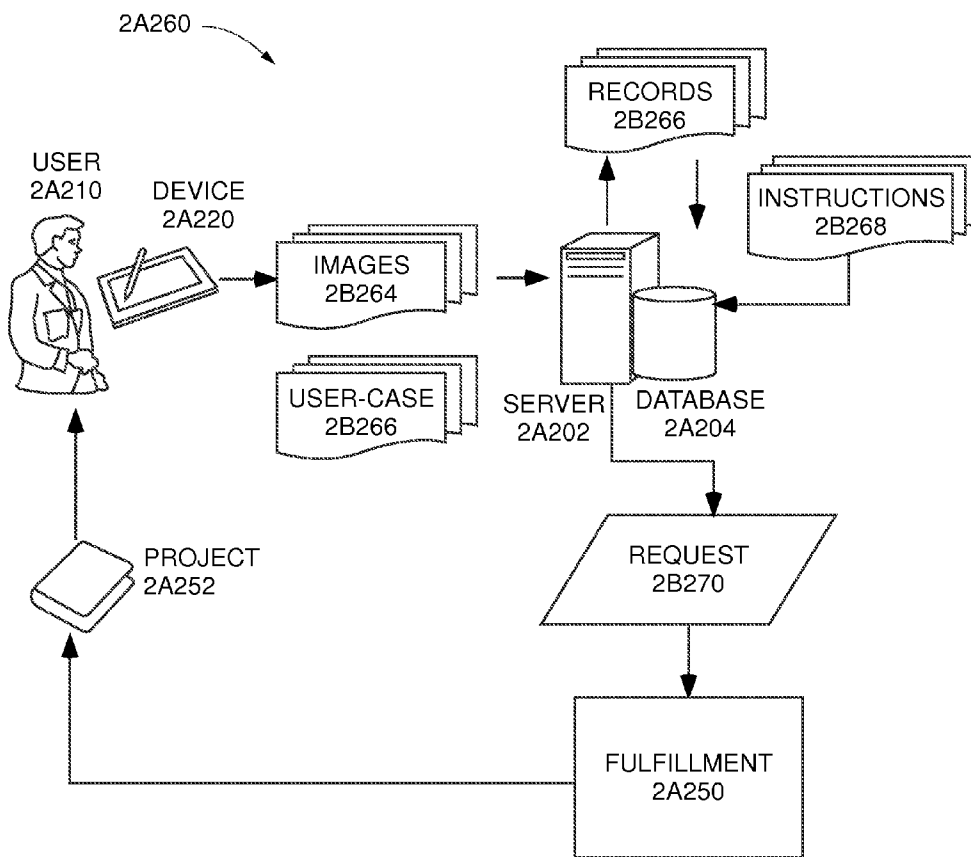 2A260
RECORDS
2B266
USER
2A210
DEVICE
2A220
INSTRUCTIONS
2B268
IMAGES
2B264
USER-CASE
2B266
SERVER
2A202
DATABASE
2A204
PROJECT
2A252
REQUEST
2B270
FULFILLMENT
2A250